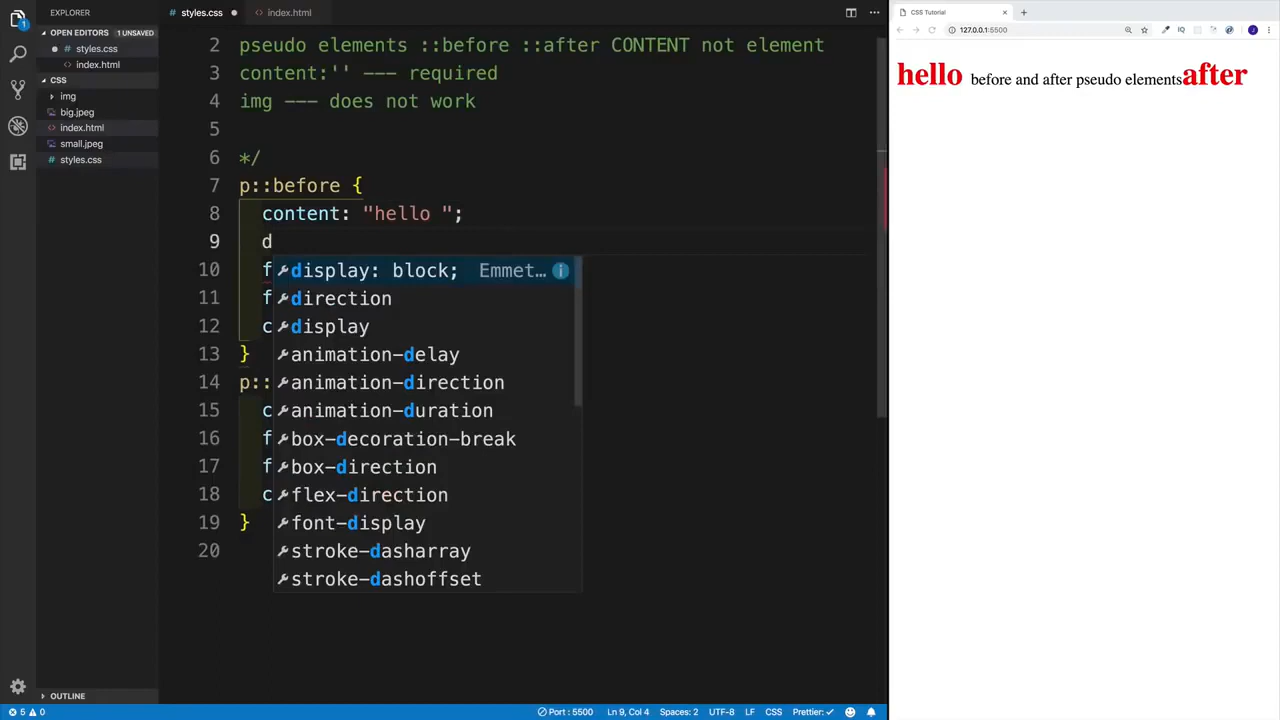 EXPLORER
OPEN EDITORS 1 UNSAVED
styles.css
index.html
CSS
img
big.jpeg
index.html
small.jpeg
styles.css
OUTLINE
1
styles.css
index.html
2 pseudo elements ::before ::after CONTENT not element
3 content:'' --- required
4 img --- does not work
5
6 */
7 p::before {
8 content: "hello ";
9 d
10 f
11 f
12 c
13 }
14 p::
15 c
16 f
17 f
18 c
19 }
20
display: block; Emmet…
direction
display
animation-delay
animation-direction
animation-duration
box-decoration-break
box-direction
flex-direction
font-display
stroke-dasharray
stroke-dashoffset
5 0
Port : 5500
Ln 9, Col 4
Spaces: 2
UTF-8
LF
CSS
Prettier: ✓
CSS Tutorial
127.0.0.1:5500
IQ
J
hello before and after pseudo elementsafter